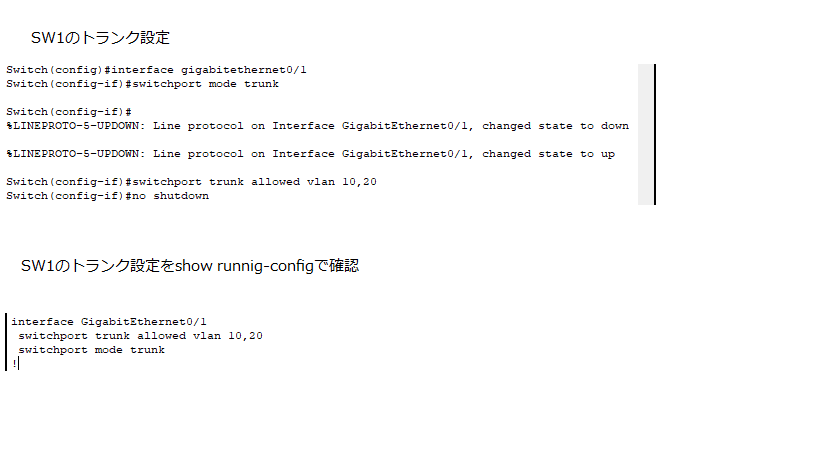 SW1のトランク設定
Switch(config)#interface gigabitethernet0/1
Switch(config-if)#switchport mode trunk
Switch(config-if)#
%LINEPROTO-5-UPDOWN: Line protocol on Interface GigabitEthernet0/1, changed state to down
%LINEPROTO-5-UPDOWN: Line protocol on Interface GigabitEthernet0/1, changed state to up
Switch(config-if)#switchport trunk allowed vlan 10,20
Switch(config-if)#no shutdown
SW1のトランク設定をshow runnig-configで確認
interface GigabitEthernet0/1
switchport trunk allowed vlan 10,20
switchport mode trunk
!